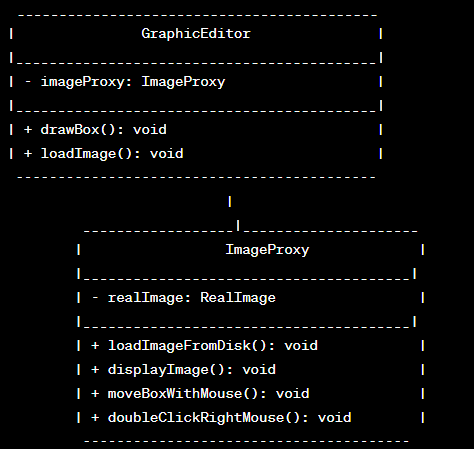 GraphicEditor
- imageProxy: ImageProxy
+ drawBox(): void
+ loadImage(): void
ImageProxy
- realImage: RealImage
+ loadImageFromDisk(): void
+ displayImage(): void
+ moveBoxWithMouse(): void
+ doubleClickRightMouse(): void